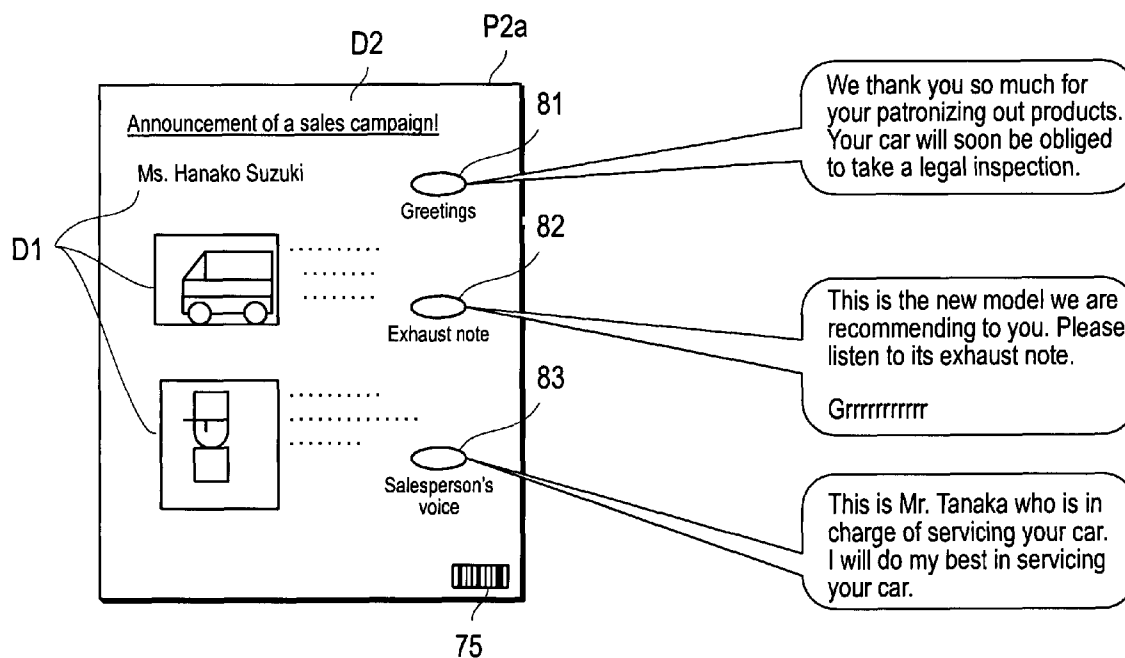 D2
P2a
Announcement of a sales campaign!
81
Ms. Hanako Suzuki
Greetings
We thank you so much for
your patronizing out products.
Your car will soon be obliged
to take a legal inspection.
D1
82
Exhaust note
This is the new model we are
recommending to you. Please
listen to its exhaust note.
Grrrrrrrrrrr
83
Salesperson's
voice
This is Mr. Tanaka who is in
charge of servicing your car.
I will do my best in servicing
your car.
75